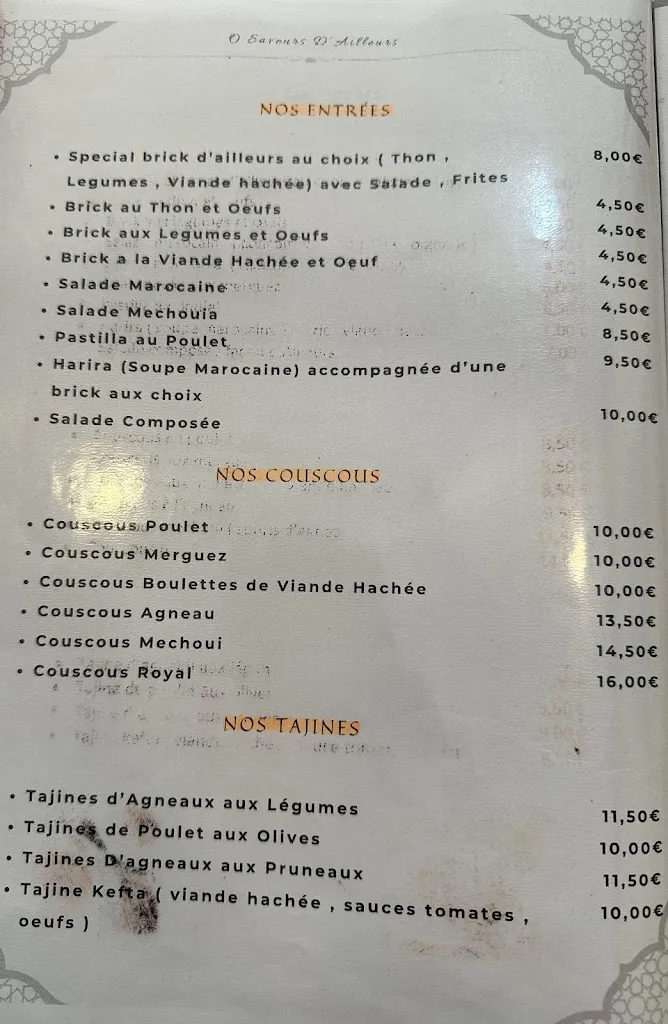 O Saveurs D'Ailleurs
NOS ENTRÉES
• Special brick d'ailleurs au choix ( Thon , 8,00€
Legumes , Viande hachée) avec Salade , Frites
• Brick au Thon et Oeufs 4,50€
• Brick aux Legumes et Oeufs 4,50€
• Brick a la Viande Hachée et Oeuf 4,50€
• Salade Marocaine 4,50€
• Salade Mechouia 4,50€
• Pastilla au Poulet 8,50€
• Harira (Soupe Marocaine) accompagnée d'une 9,50€
brick aux choix
• Salade Composée 10,00€
NOS COUSCOUS
• Couscous Poulet 10,00€
• Couscous Merguez 10,00€
• Couscous Boulettes de Viande Hachée 10,00€
• Couscous Agneau 13,50€
• Couscous Mechoui 14,50€
• Couscous Royal 16,00€
NOS TAJINES
• Tajines d'Agneaux aux Légumes 11,50€
• Tajines de Poulet aux Olives 10,00€
• Tajines D'agneaux aux Pruneaux 11,50€
• Tajine Kefta ( viande hachée , sauces tomates , 10,00€
oeufs )